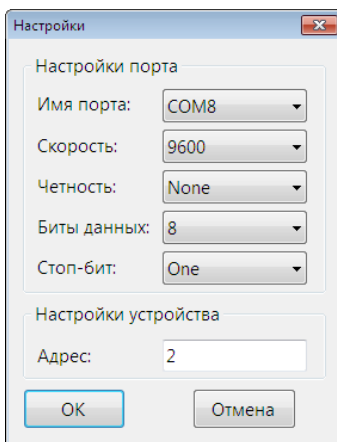 Настройки
Настройки порта
Имя порта: COM8
Скорость: 9600
Четность: None
Биты данных: 8
Стоп-бит: One
Настройки устройства
Адрес: 2
OK Отмена